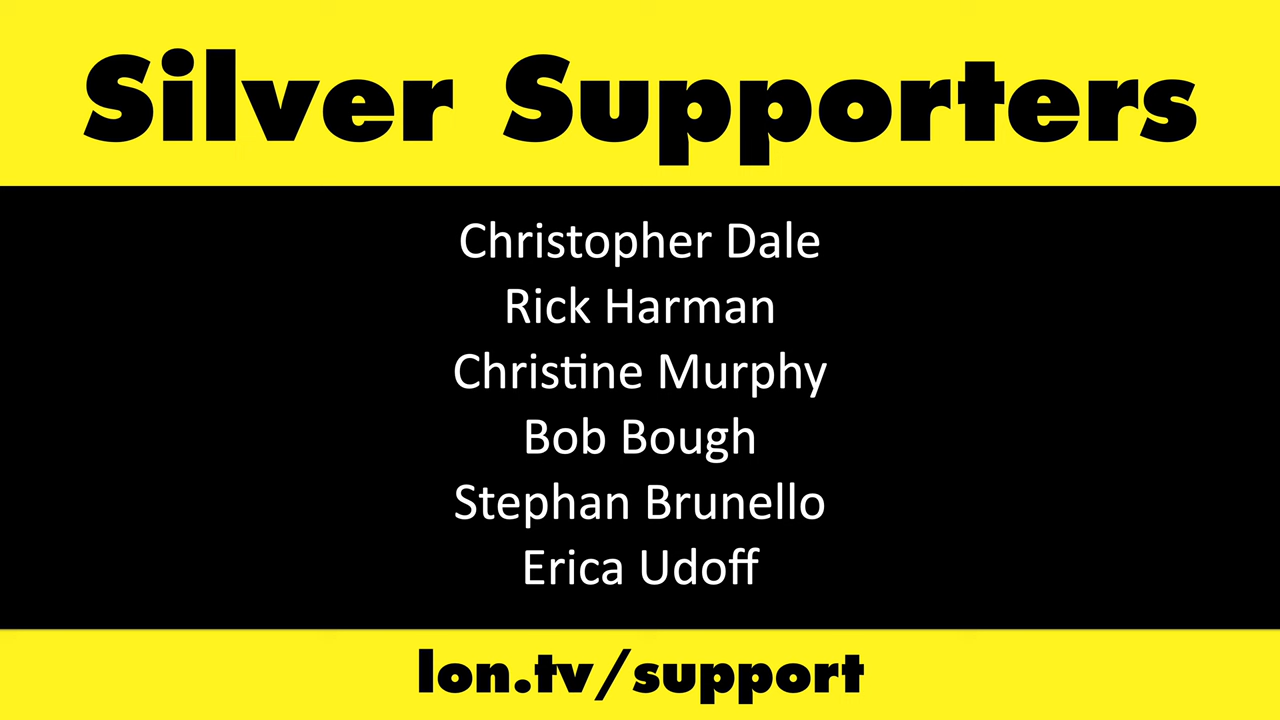 Silver Supporters
Christopher Dale
Rick Harman
Christine Murphy
Bob Bough
Stephan Brunello
Erica Udoff
lon.tv/support